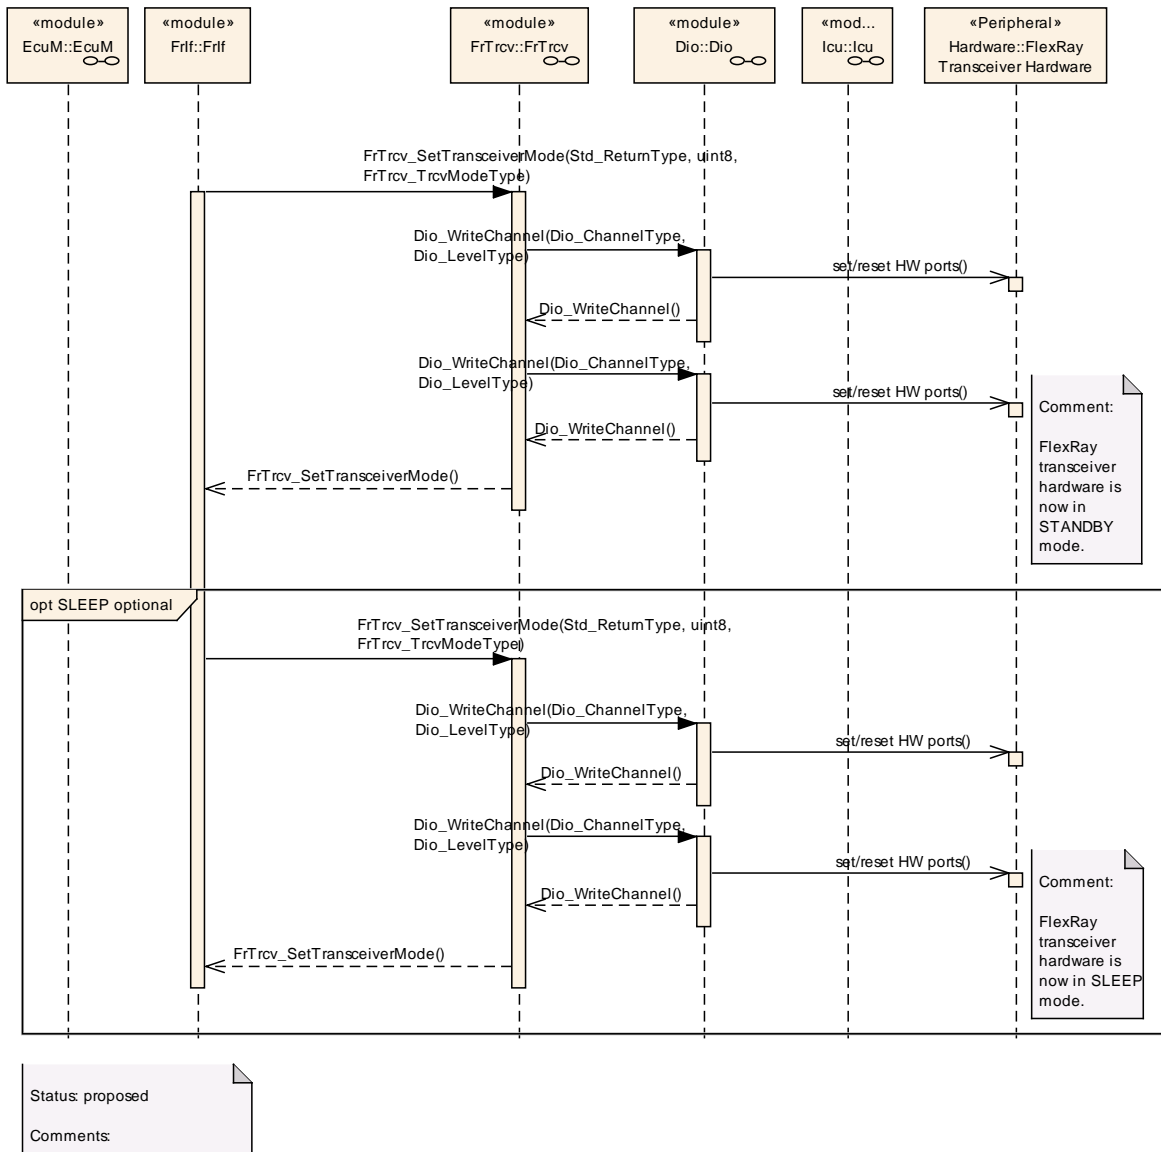 «module»
EcuM::EcuM
«module»
FrIf::FrIf
«module»
FrTrcv::FrTrcv
«module»
Dio::Dio
«mod...
Icu::Icu
«Peripheral»
Hardware::FlexRay
Transceiver Hardware
FrTrcv_SetTransceiverMode(Std_ReturnType, uint8,
FrTrcv_TrcvModeType)
Dio_WriteChannel(Dio_ChannelType,
Dio_LevelType)
set/reset HW ports()
Dio_WriteChannel()
Dio_WriteChannel(Dio_ChannelType,
Dio_LevelType)
set/reset HW ports()
Dio_WriteChannel()
FrTrcv_SetTransceiverMode()
Comment:
FlexRay
transceiver
hardware is
now in
STANDBY
mode.
opt SLEEP optional
FrTrcv_SetTransceiverMode(Std_ReturnType, uint8,
FrTrcv_TrcvModeType)
Dio_WriteChannel(Dio_ChannelType,
Dio_LevelType)
set/reset HW ports()
Dio_WriteChannel()
Dio_WriteChannel(Dio_ChannelType,
Dio_LevelType)
set/reset HW ports()
Dio_WriteChannel()
FrTrcv_SetTransceiverMode()
Comment:
FlexRay
transceiver
hardware is
now in SLEEP
mode.
Status: proposed
Comments: